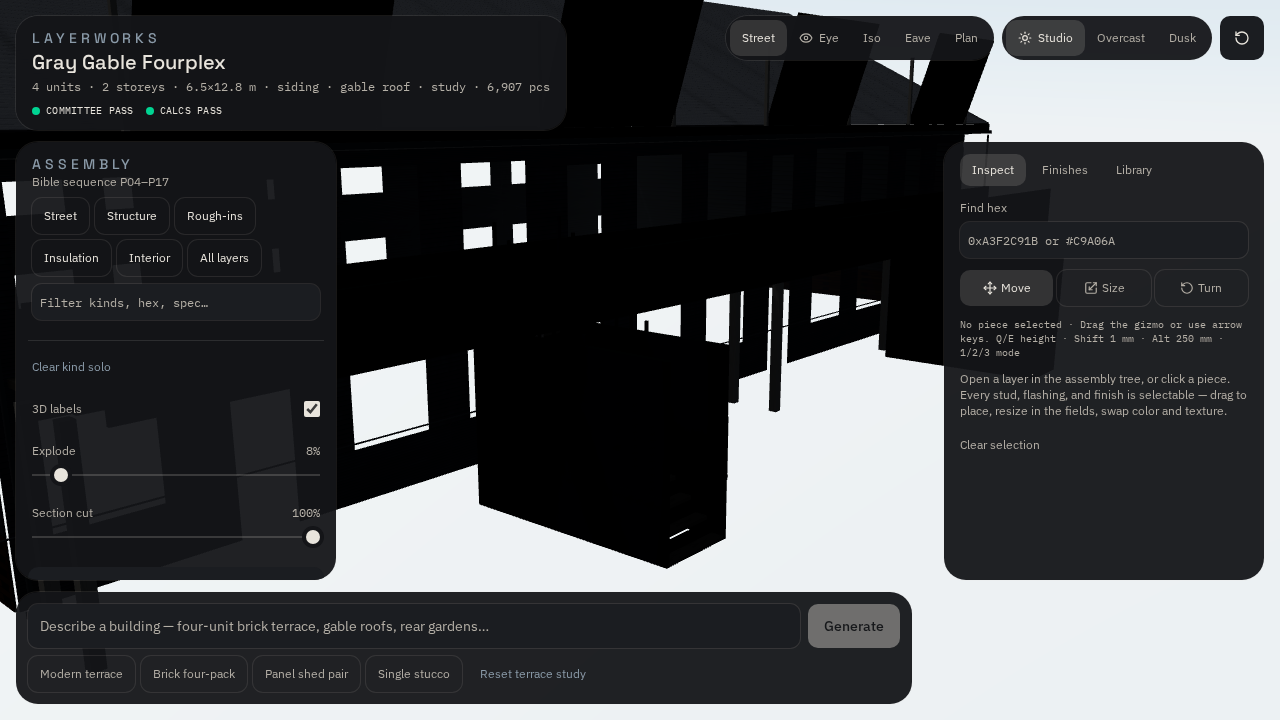 LAYERWORKS
Gray Gable Fourplex
4 units · 2 storeys · 6.5×12.8 m · siding · gable roof · study · 6,907 pcs
COMMITTEE PASS CALCS PASS
Street Eye Iso Eave Plan
Studio Overcast Dusk
ASSEMBLY
Bible sequence P04–P17
Street Structure Rough-ins
Insulation Interior All layers
Filter kinds, hex, spec…
Clear kind solo
3D labels
Explode 8%
Section cut 100%
Inspect Finishes Library
Find hex
0xA3F2C91B or #C9A06A
Move Size Turn
No piece selected · Drag the gizmo or use arrow
keys. Q/E height · Shift 1 mm · Alt 250 mm ·
1/2/3 mode
Open a layer in the assembly tree, or click a piece.
Every stud, flashing, and finish is selectable — drag to
place, resize in the fields, swap color and texture.
Clear selection
Describe a building — four-unit brick terrace, gable roofs, rear gardens…
Generate
Modern terrace Brick four-pack Panel shed pair Single stucco Reset terrace study